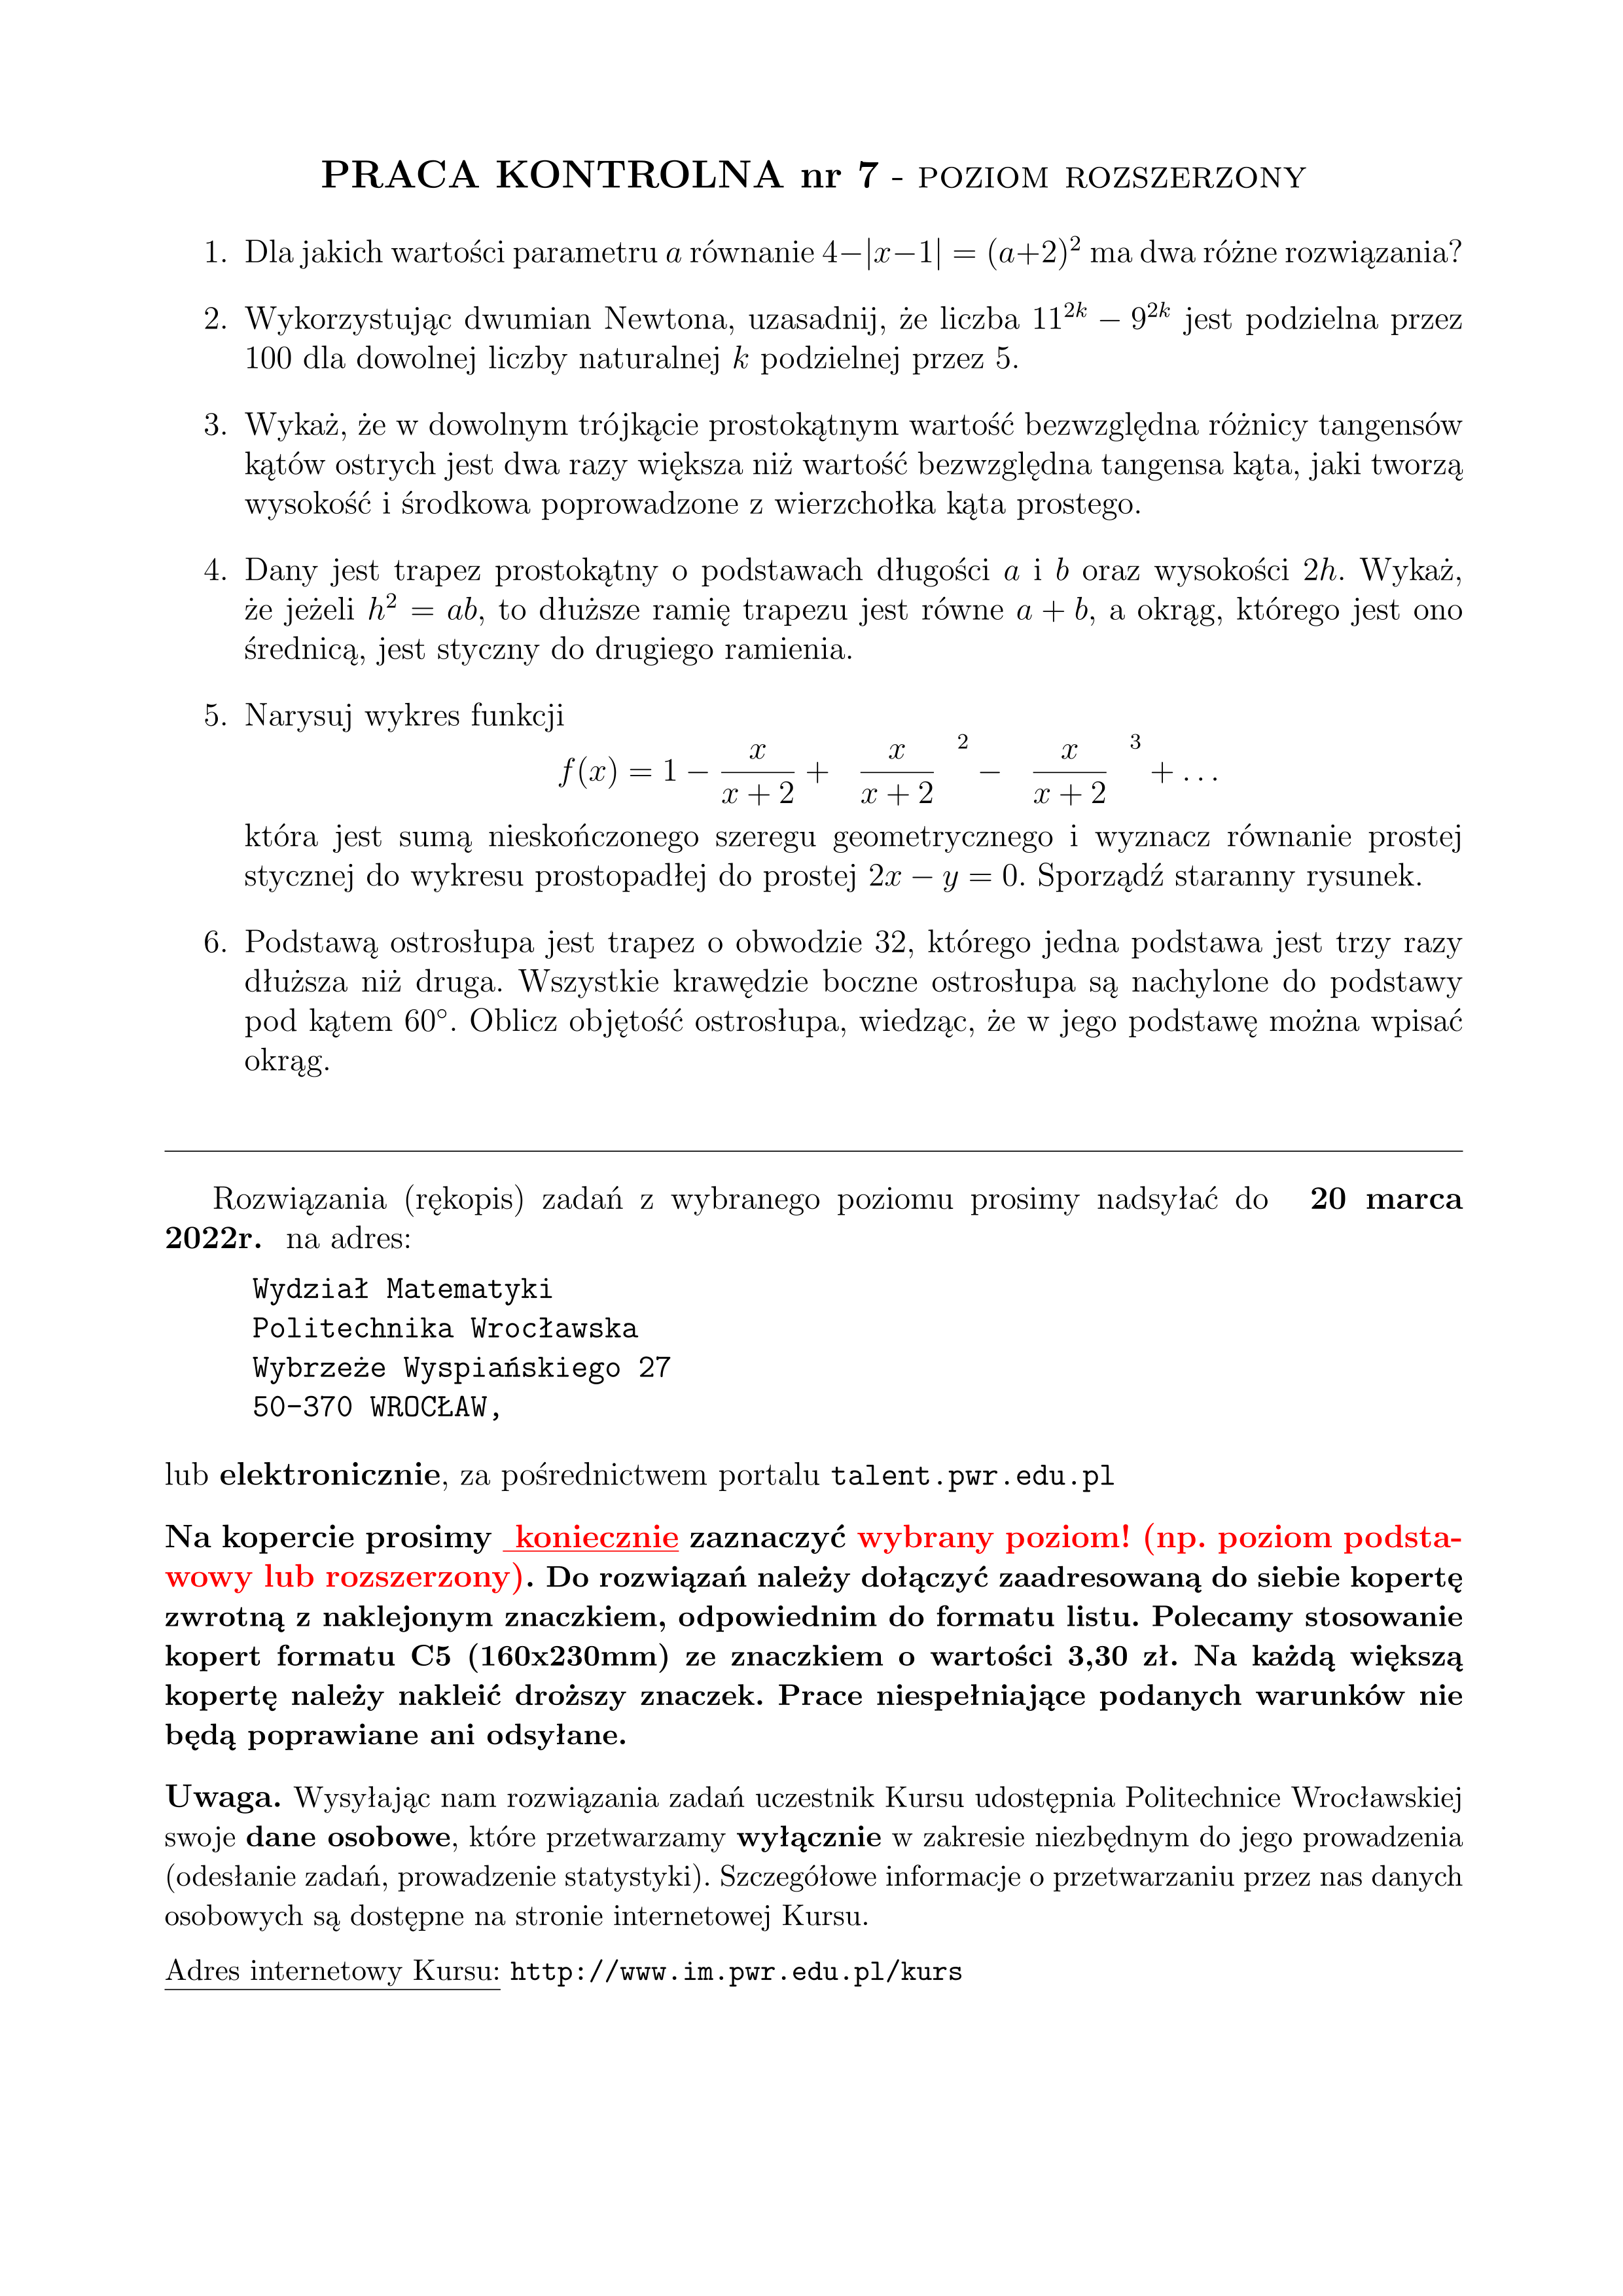 PRACA KONTROLNA nr 7 - POZIOM ROZSZERZONY
1. Dla jakich wartości parametru a równanie 4−|x−1| = (a+2)² ma dwa różne rozwiązania?
2. Wykorzystując dwumian Newtona, uzasadnij, że liczba 11²ᵏ − 9²ᵏ jest podzielna przez
100 dla dowolnej liczby naturalnej k podzielnej przez 5.
3. Wykaż, że w dowolnym trójkącie prostokątnym wartość bezwzględna różnicy tangensów
kątów ostrych jest dwa razy większa niż wartość bezwzględna tangensa kąta, jaki tworzą
wysokość i środkowa poprowadzone z wierzchołka kąta prostego.
4. Dany jest trapez prostokątny o podstawach długości a i b oraz wysokości 2h. Wykaż,
że jeżeli h² = ab, to dłuższe ramię trapezu jest równe a + b, a okrąg, którego jest ono
średnicą, jest styczny do drugiego ramienia.
5. Narysuj wykres funkcji
f(x) = 1 − x/(x + 2) + x/(x + 2) ² − x/(x + 2) ³ + . . .
która jest sumą nieskończonego szeregu geometrycznego i wyznacz równanie prostej
stycznej do wykresu prostopadłej do prostej 2x − y = 0. Sporządź staranny rysunek.
6. Podstawą ostrosłupa jest trapez o obwodzie 32, którego jedna podstawa jest trzy razy
dłuższa niż druga. Wszystkie krawędzie boczne ostrosłupa są nachylone do podstawy
pod kątem 60°. Oblicz objętość ostrosłupa, wiedząc, że w jego podstawę można wpisać
okrąg.
Rozwiązania (rękopis) zadań z wybranego poziomu prosimy nadsyłać do 20 marca
2022r. na adres:
Wydział Matematyki
Politechnika Wrocławska
Wybrzeże Wyspiańskiego 27
50-370 WROCŁAW,
lub elektronicznie, za pośrednictwem portalu talent.pwr.edu.pl
Na kopercie prosimy koniecznie zaznaczyć wybrany poziom! (np. poziom podsta-
wowy lub rozszerzony). Do rozwiązań należy dołączyć zaadresowaną do siebie kopertę
zwrotną z naklejonym znaczkiem, odpowiednim do formatu listu. Polecamy stosowanie
kopert formatu C5 (160x230mm) ze znaczkiem o wartości 3,30 zł. Na każdą większą
kopertę należy nakleić droższy znaczek. Prace niespełniające podanych warunków nie
będą poprawiane ani odsyłane.
Uwaga. Wysyłając nam rozwiązania zadań uczestnik Kursu udostępnia Politechnice Wrocławskiej
swoje dane osobowe, które przetwarzamy wyłącznie w zakresie niezbędnym do jego prowadzenia
(odesłanie zadań, prowadzenie statystyki). Szczegółowe informacje o przetwarzaniu przez nas danych
osobowych są dostępne na stronie internetowej Kursu.
Adres internetowy Kursu: http://www.im.pwr.edu.pl/kurs